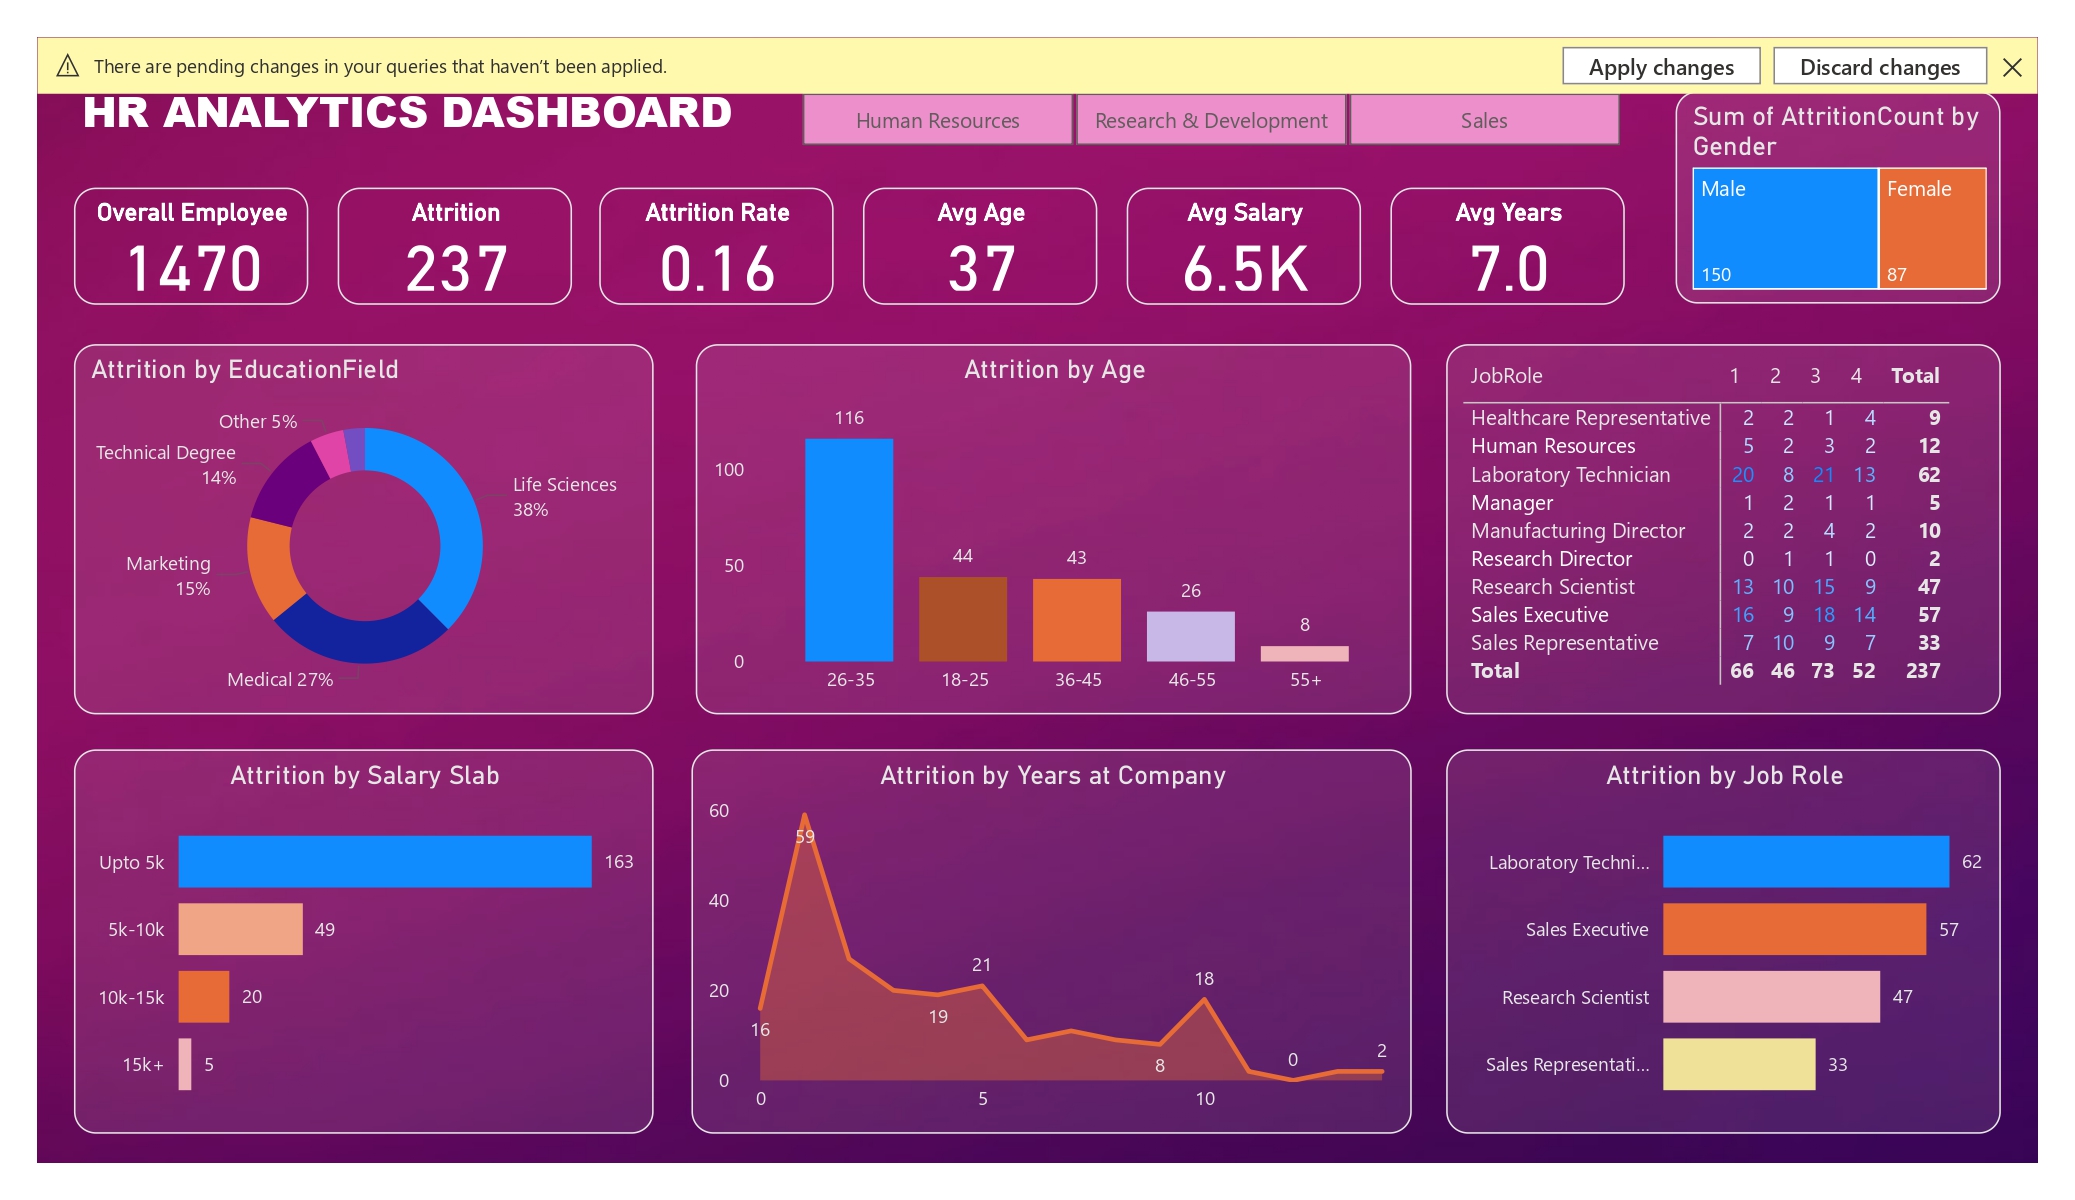 There are pending changes in your queries that haven't been applied.
Apply changes
Discard changes
HR ANALYTICS DASHBOARD
Human Resources
Research & Development
Sales
Sum of AttritionCount by
Gender
Male
Female
150
87
Overall Employee
1470
Attrition
237
Attrition Rate
0.16
Avg Age
37
Avg Salary
6.5K
Avg Years
7.0
Attrition by EducationField
Other 5%
Technical Degree
14%
Life Sciences
38%
Marketing
15%
Medical 27%
Attrition by Age
116
100
44
43
50
26
8
0
26-35
18-25
36-45
46-55
55+
JobRole 1 2 3 4 Total
Healthcare Representative 2 2 1 4 9
Human Resources 5 2 3 2 12
Laboratory Technician 20 8 21 13 62
Manager 1 2 1 1 5
Manufacturing Director 2 2 4 2 10
Research Director 0 1 1 0 2
Research Scientist 13 10 15 9 47
Sales Executive 16 9 18 14 57
Sales Representative 7 10 9 7 33
Total 66 46 73 52 237
Attrition by Salary Slab
Upto 5k 163
5k-10k 49
10k-15k 20
15k+ 5
Attrition by Years at Company
60
59
40
21
18
20
19
16
8
0
2
0
0
5
10
Attrition by Job Role
Laboratory Techni... 62
Sales Executive 57
Research Scientist 47
Sales Representati... 33